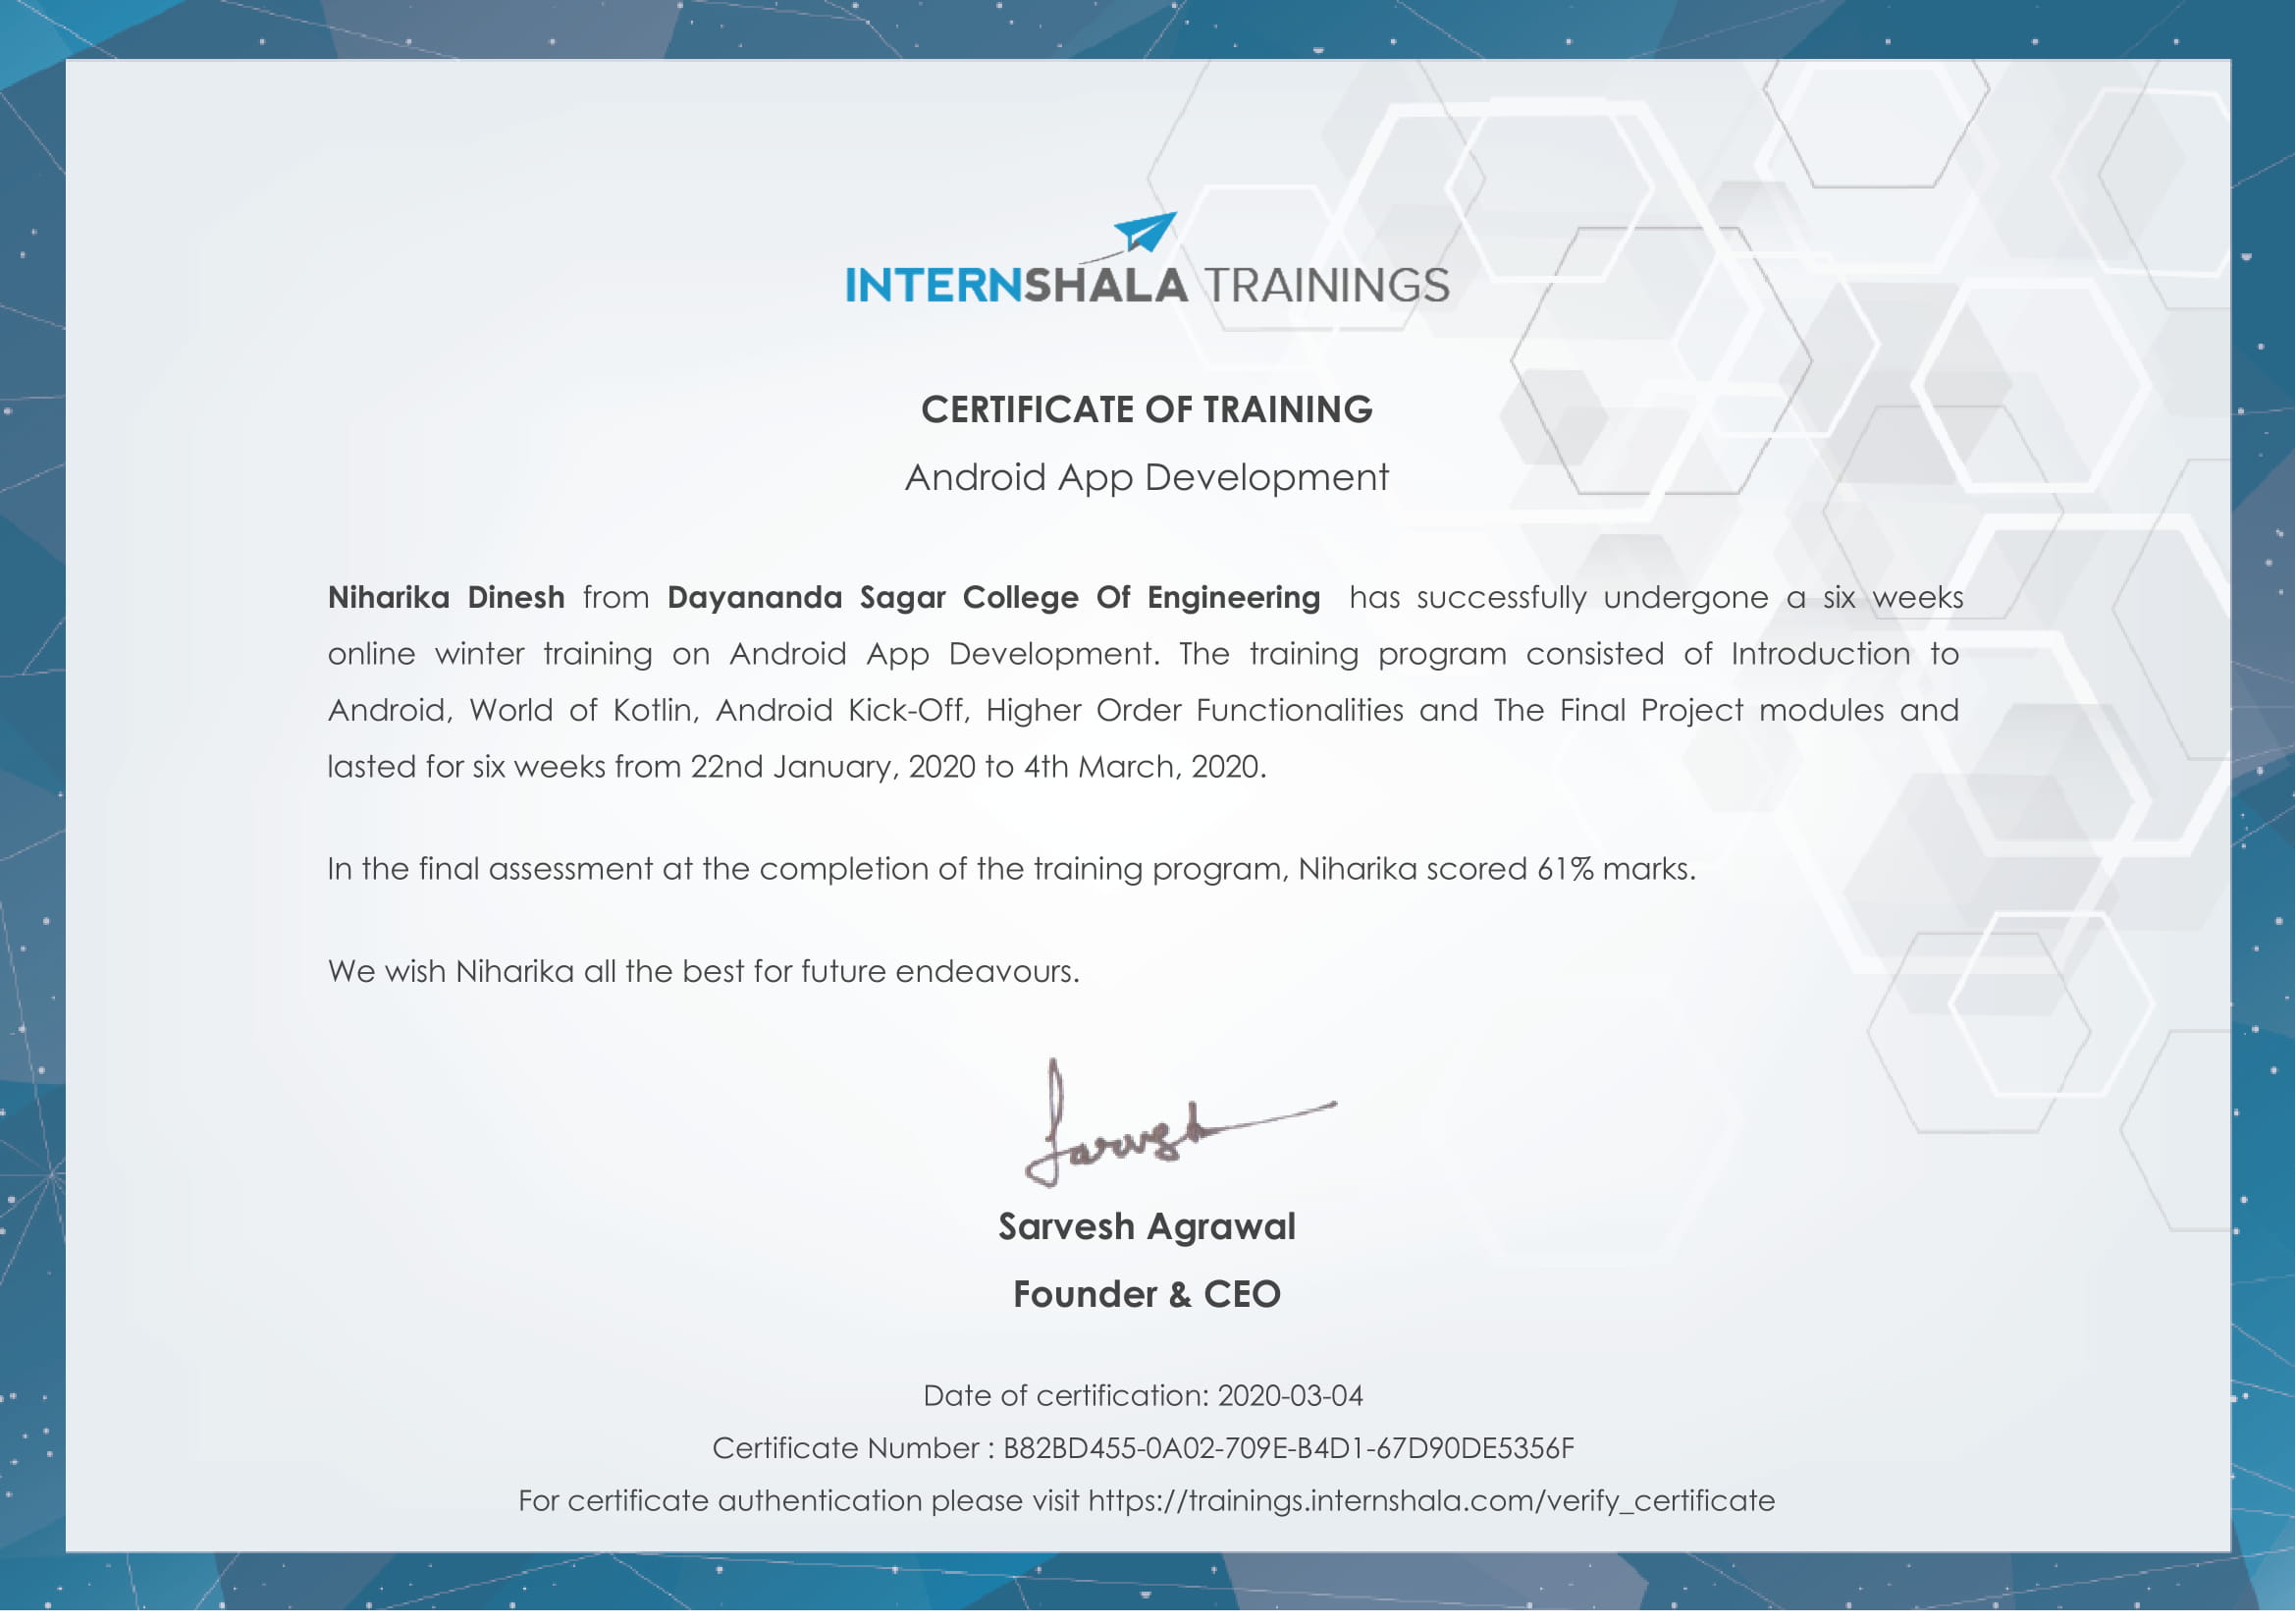 INTERNSHALA TRAININGS
CERTIFICATE OF TRAINING
Android App Development
Niharika Dinesh from Dayananda Sagar College Of Engineering has successfully undergone a six weeks
online winter training on Android App Development. The training program consisted of Introduction to
Android, World of Kotlin, Android Kick-Off, Higher Order Functionalities and The Final Project modules and
lasted for six weeks from 22nd January, 2020 to 4th March, 2020.
In the final assessment at the completion of the training program, Niharika scored 61% marks.
We wish Niharika all the best for future endeavours.
Sarvesh
Sarvesh Agrawal
Founder & CEO
Date of certification: 2020-03-04
Certificate Number : B82BD455-0A02-709E-B4D1-67D90DE5356F
For certificate authentication please visit https://trainings.internshala.com/verify_certificate